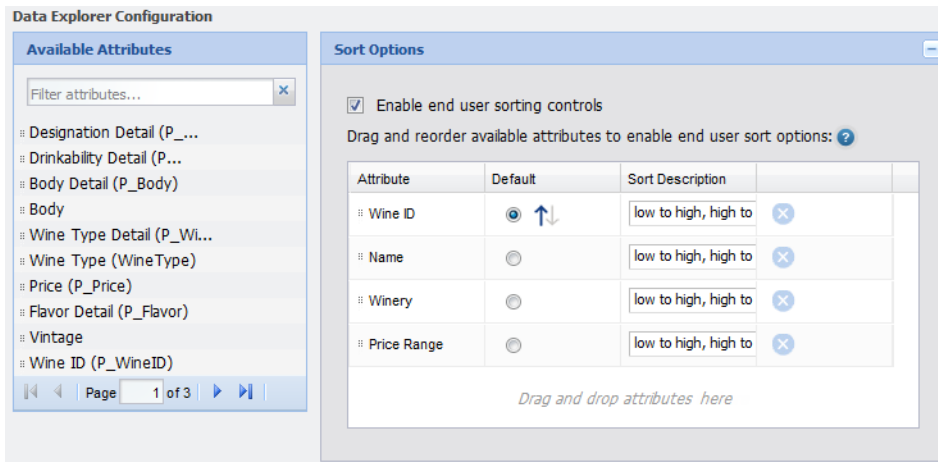 Data Explorer Configuration
Available Attributes
Filter attributes...
Designation Detail (P_...
Drinkability Detail (P...
Body Detail (P_Body)
Body
Wine Type Detail (P_Wi...
Wine Type (WineType)
Price (P_Price)
Flavor Detail (P_Flavor)
Vintage
Wine ID (P_WineID)
Page 1 of 3
Sort Options
Enable end user sorting controls
Drag and reorder available attributes to enable end user sort options:
Attribute Default Sort Description
Wine ID low to high, high to
Name low to high, high to
Winery low to high, high to
Price Range low to high, high to
Drag and drop attributes here